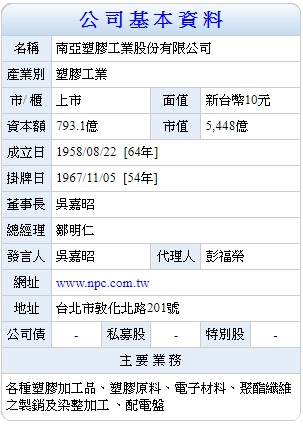 公司基本資料
名稱 南亞塑膠工業股份有限公司
產業別 塑膠工業
市/櫃 上市 面值 新台幣10元
資本額 793.1億 市值 5,448億
成立日 1958/08/22 [64年]
掛牌日 1967/11/05 [54年]
董事長 吳嘉昭
總經理 鄒明仁
發言人 吳嘉昭 代理人 彭福榮
網址 www.npc.com.tw
地址 台北市敦化北路201號
公司債 - 私募股 - 特別股 -
主要業務
各種塑膠加工品、塑膠原料、電子材料、聚酯纖維
之製銷及染整加工、配電盤